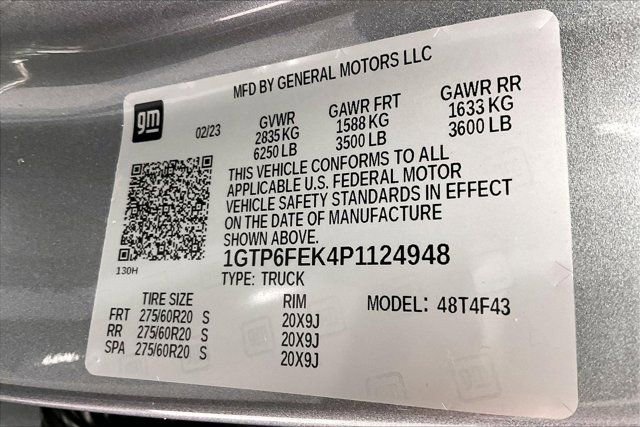 MFD BY GENERAL MOTORS LLC
gm
02/23
GVWR GAWR FRT GAWR RR
2835 KG 1588 KG 1633 KG
6250 LB 3500 LB 3600 LB
THIS VEHICLE CONFORMS TO ALL
APPLICABLE U.S. FEDERAL MOTOR
VEHICLE SAFETY STANDARDS IN EFFECT
ON THE DATE OF MANUFACTURE
SHOWN ABOVE.
130H
1GTP6FEK4P1124948
TYPE: TRUCK
TIRE SIZE RIM MODEL: 48T4F43
FRT 275/60R20 S 20X9J
RR 275/60R20 S 20X9J
SPA 275/60R20 S 20X9J